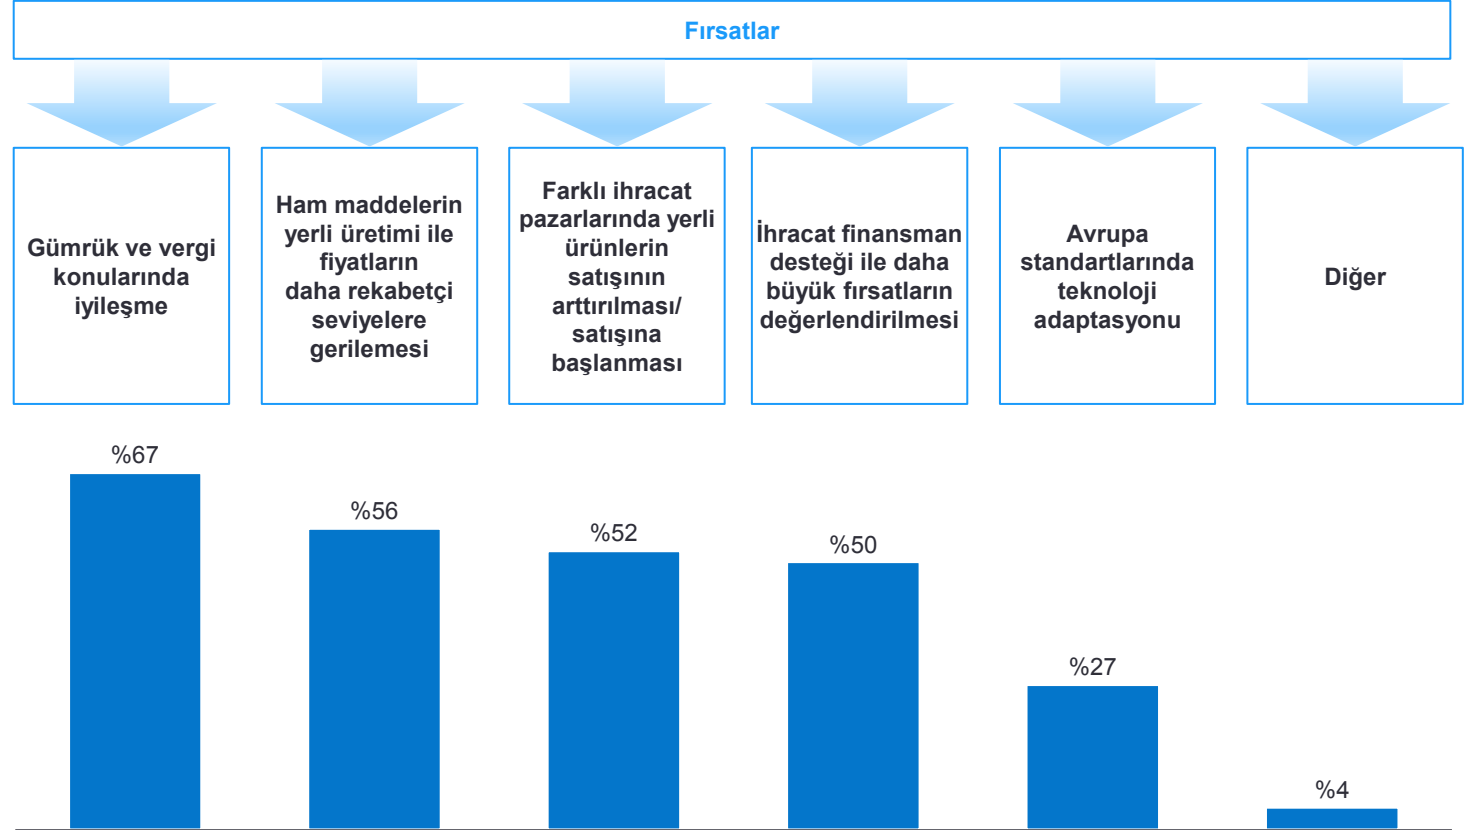 Fırsatlar
Gümrük ve vergi
konularında
iyileşme
Ham maddelerin
yerli üretimi ile
fiyatların
daha rekabetçi
seviyelere
gerilemesi
Farklı ihracat
pazarlarında yerli
ürünlerin
satışının
arttırılması/
satışına
başlanması
İhracat finansman
desteği ile daha
büyük fırsatların
değerlendirilmesi
Avrupa
standartlarında
teknoloji
adaptasyonu
Diğer
%67
%56
%52
%50
%27
%4